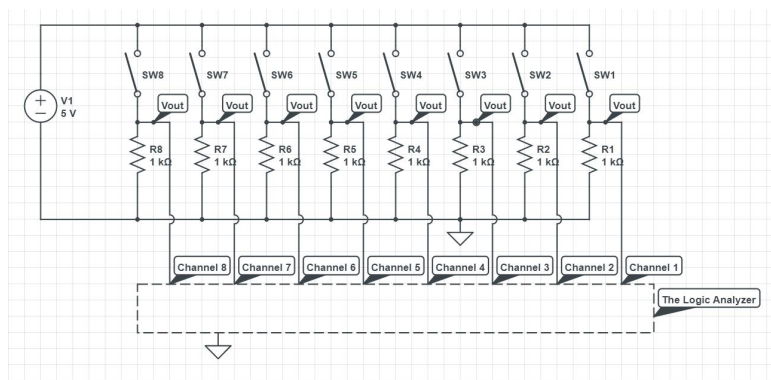 SW8
SW7
SW6
SW5
SW4
SW3
SW2
SW1
V1
5 V
Vout
Vout
Vout
Vout
Vout
Vout
Vout
Vout
R8
1 kΩ
R7
1 kΩ
R6
1 kΩ
R5
1 kΩ
R4
1 kΩ
R3
1 kΩ
R2
1 kΩ
R1
1 kΩ
Channel 8
Channel 7
Channel 6
Channel 5
Channel 4
Channel 3
Channel 2
Channel 1
The Logic Analyzer